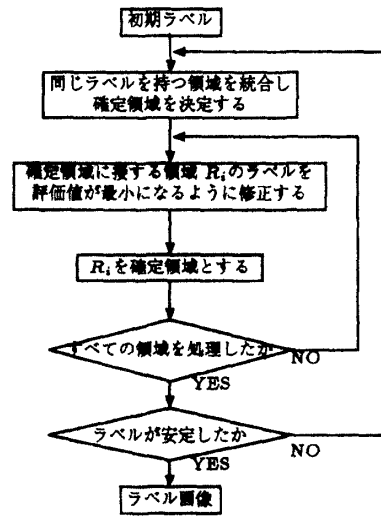 初期ラベル
同じラベルを持つ領域を統合し
確定領域を決定する
確定領域に接する領域 Riのラベルを
評価値が最小になるように修正する
Riを確定領域とする
すべての領域を処理したか
NO
YES
ラベルが安定したか
NO
YES
ラベル画像